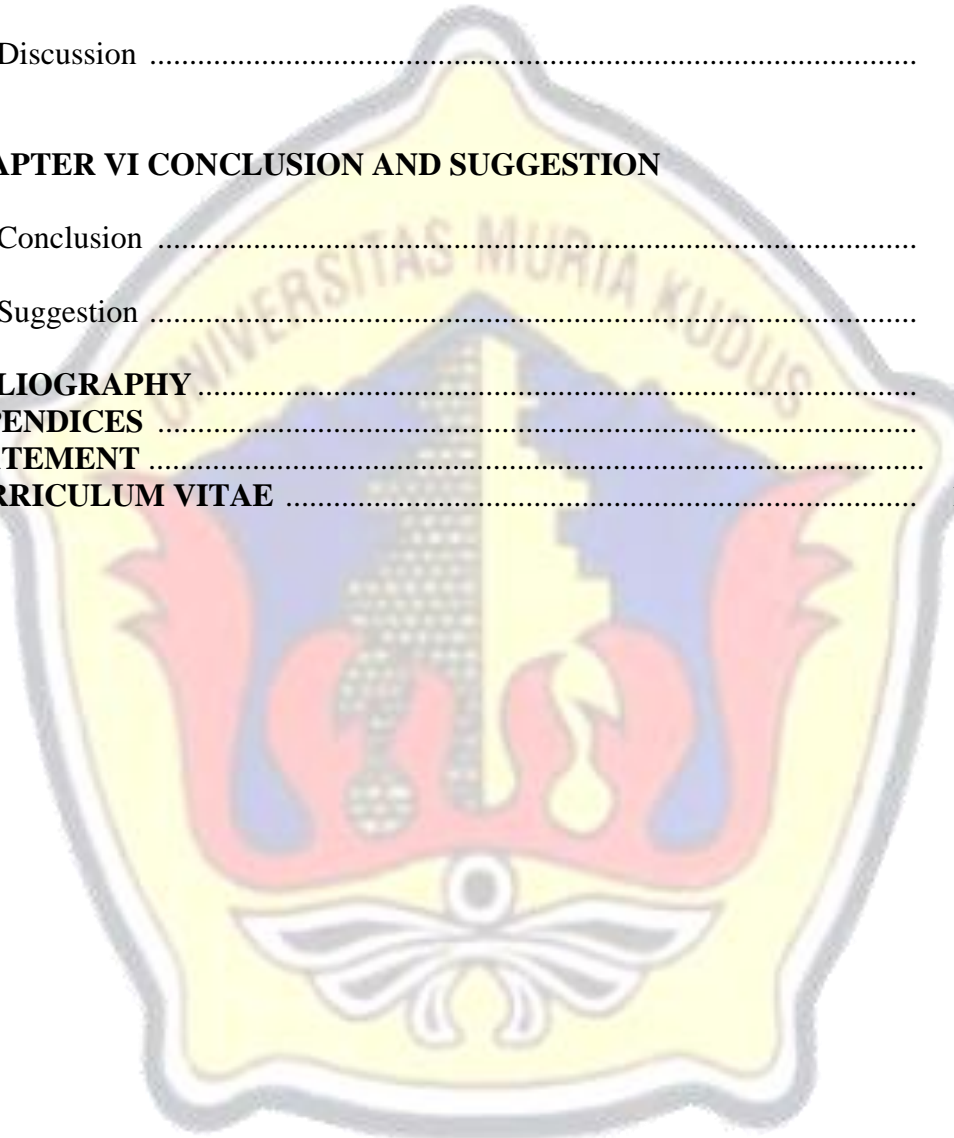 Discussion ................................................................................................
APTER VI CONCLUSION AND SUGGESTION
Conclusion ...............................................................................................
UNIVERSITAS MURIA KUDUS
Suggestion ................................................................................................
LIOGRAPHY ..........................................................................................
PENDICES ...............................................................................................
TEMENT .................................................................................................
RRICULUM VITAE ...............................................................................